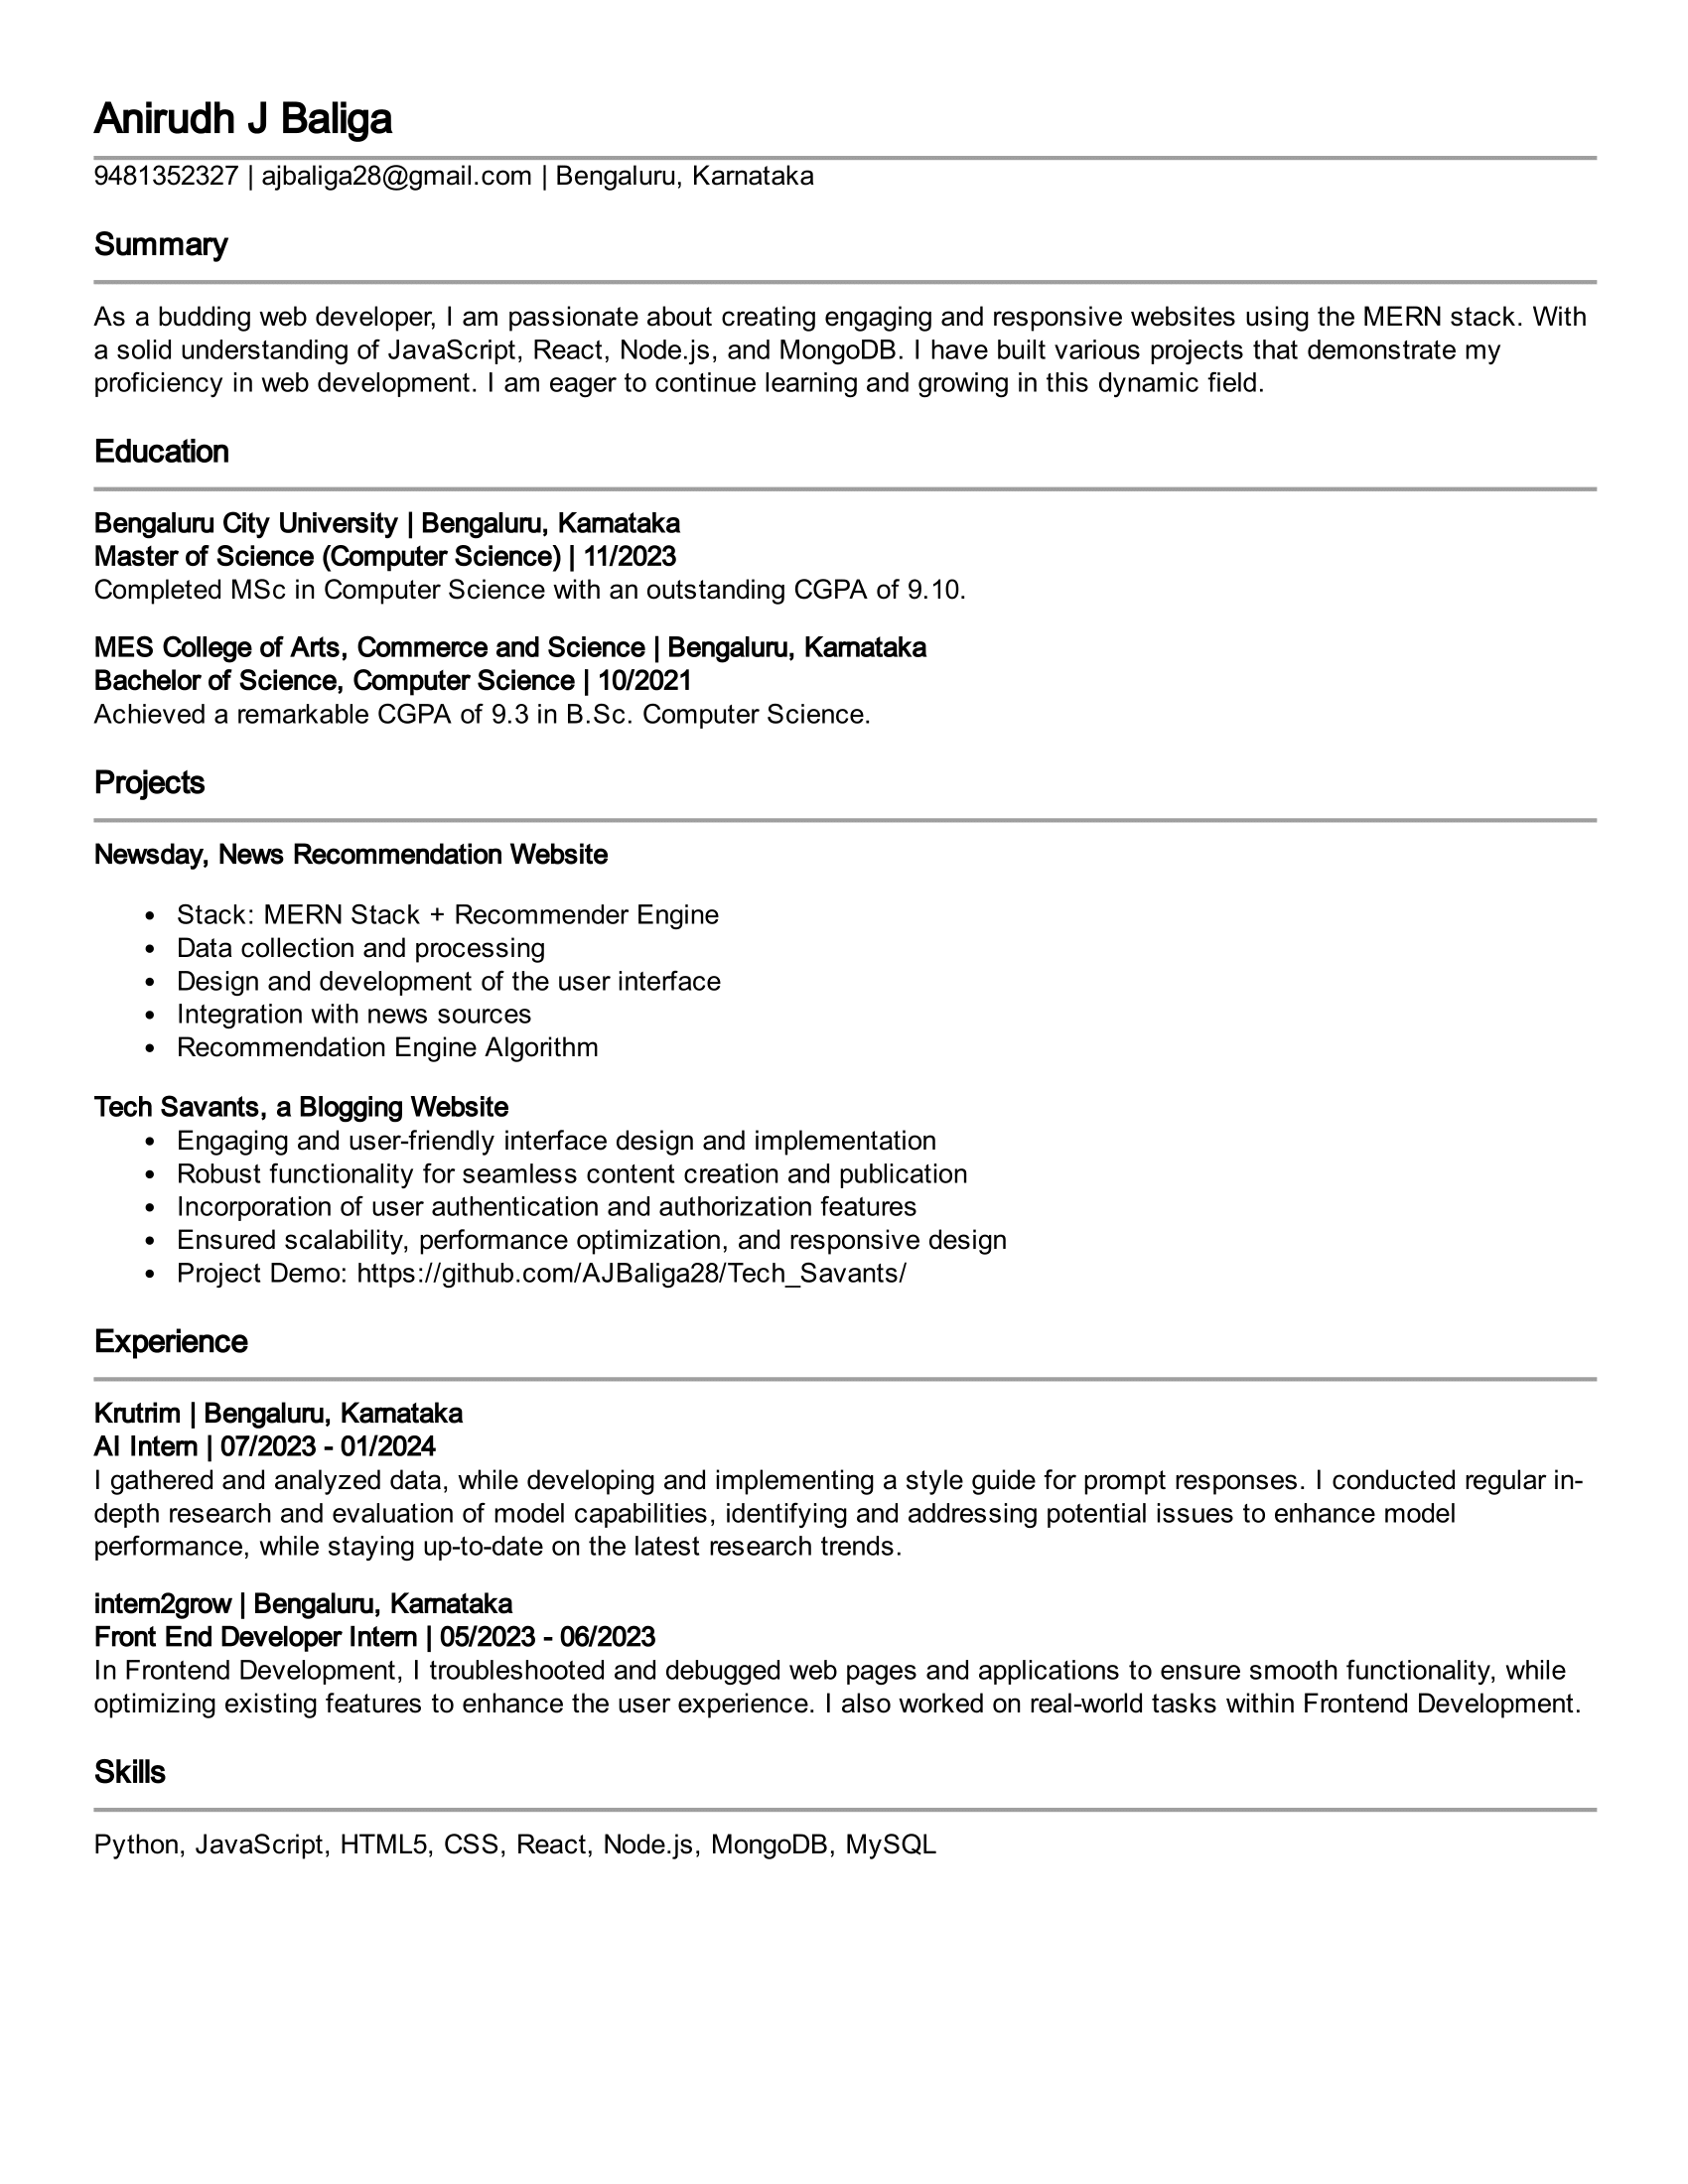 Anirudh J Baliga
9481352327 | ajbaliga28@gmail.com | Bengaluru, Karnataka
Summary
As a budding web developer, I am passionate about creating engaging and responsive websites using the MERN stack. With
a solid understanding of JavaScript, React, Node.js, and MongoDB. I have built various projects that demonstrate my
proficiency in web development. I am eager to continue learning and growing in this dynamic field.
Education
Bengaluru City University | Bengaluru, Karnataka
Master of Science (Computer Science) | 11/2023
Completed MSc in Computer Science with an outstanding CGPA of 9.10.
MES College of Arts, Commerce and Science | Bengaluru, Karnataka
Bachelor of Science, Computer Science | 10/2021
Achieved a remarkable CGPA of 9.3 in B.Sc. Computer Science.
Projects
Newsday, News Recommendation Website
• Stack: MERN Stack + Recommender Engine
• Data collection and processing
• Design and development of the user interface
• Integration with news sources
• Recommendation Engine Algorithm
Tech Savants, a Blogging Website
• Engaging and user-friendly interface design and implementation
• Robust functionality for seamless content creation and publication
• Incorporation of user authentication and authorization features
• Ensured scalability, performance optimization, and responsive design
• Project Demo: https://github.com/AJBaliga28/Tech_Savants/
Experience
Krutrim | Bengaluru, Karnataka
AI Intern | 07/2023 - 01/2024
I gathered and analyzed data, while developing and implementing a style guide for prompt responses. I conducted regular in-
depth research and evaluation of model capabilities, identifying and addressing potential issues to enhance model
performance, while staying up-to-date on the latest research trends.
intern2grow | Bengaluru, Karnataka
Front End Developer Intern | 05/2023 - 06/2023
In Frontend Development, I troubleshooted and debugged web pages and applications to ensure smooth functionality, while
optimizing existing features to enhance the user experience. I also worked on real-world tasks within Frontend Development.
Skills
Python, JavaScript, HTML5, CSS, React, Node.js, MongoDB, MySQL